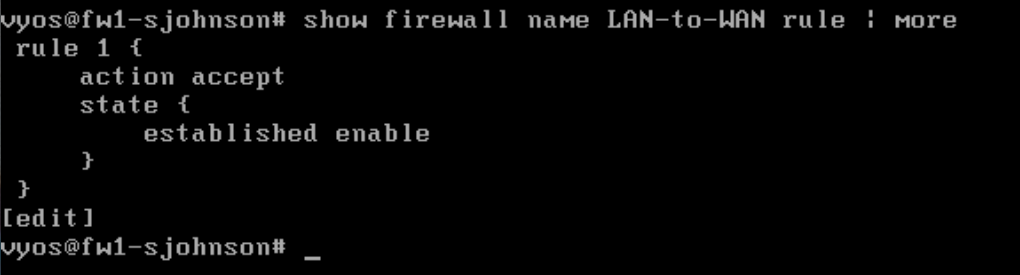 vyos@fw1-sjohnson# show firewall name LAN-to-WAN rule | more
 rule 1 {
     action accept
     state {
         established enable
     }
 }
[edit]
vyos@fw1-sjohnson# _